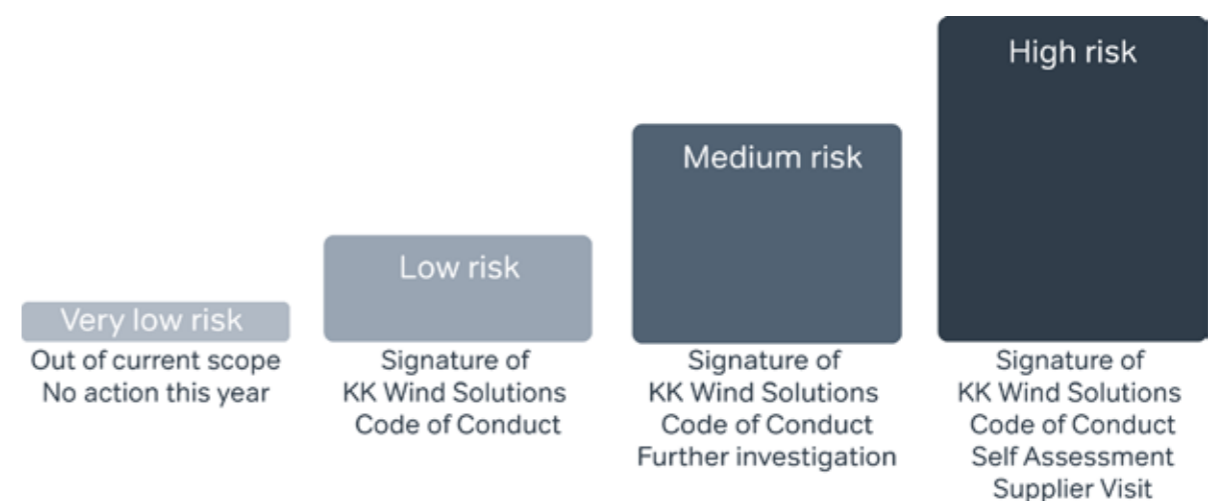 Very low risk
Out of current scope
No action this year
Low risk
Signature of
KK Wind Solutions
Code of Conduct
Medium risk
Signature of
KK Wind Solutions
Code of Conduct
Further investigation
High risk
Signature of
KK Wind Solutions
Code of Conduct
Self Assessment
Supplier Visit